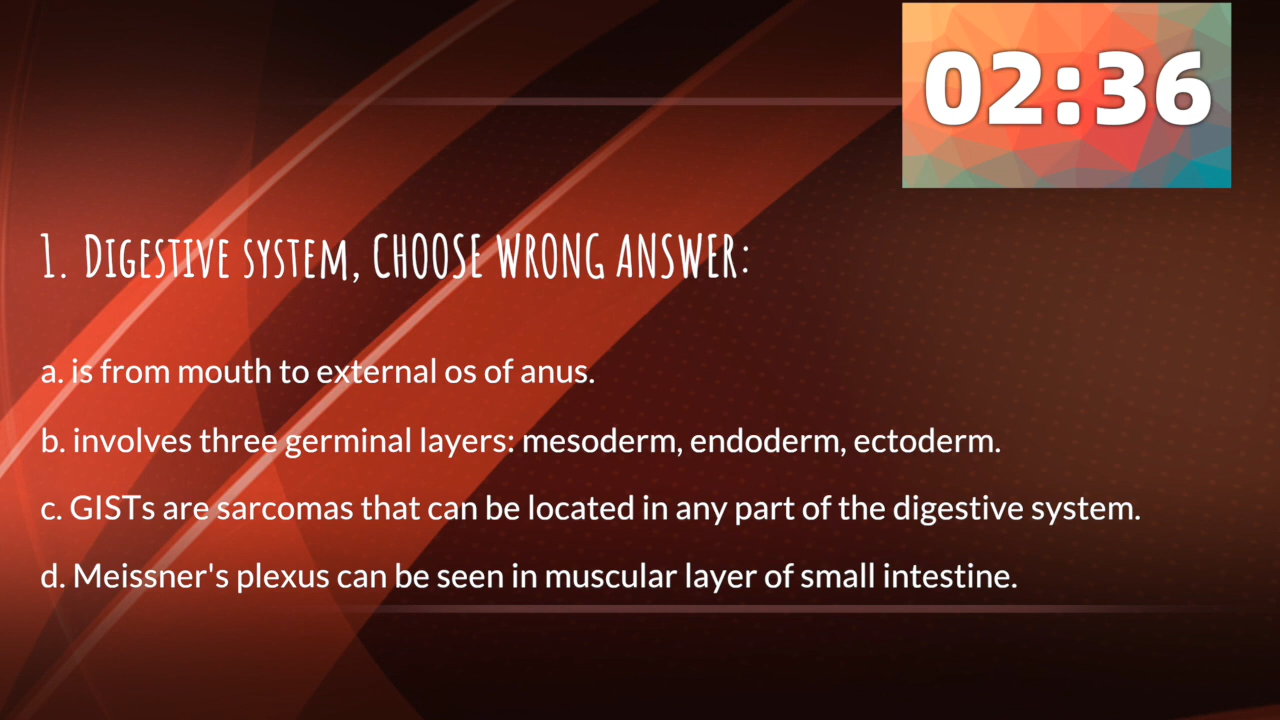 02:36
1. Digestive system, CHOOSE WRONG ANSWER:
a. is from mouth to external os of anus.
b. involves three germinal layers: mesoderm, endoderm, ectoderm.
c. GISTs are sarcomas that can be located in any part of the digestive system.
d. Meissner's plexus can be seen in muscular layer of small intestine.